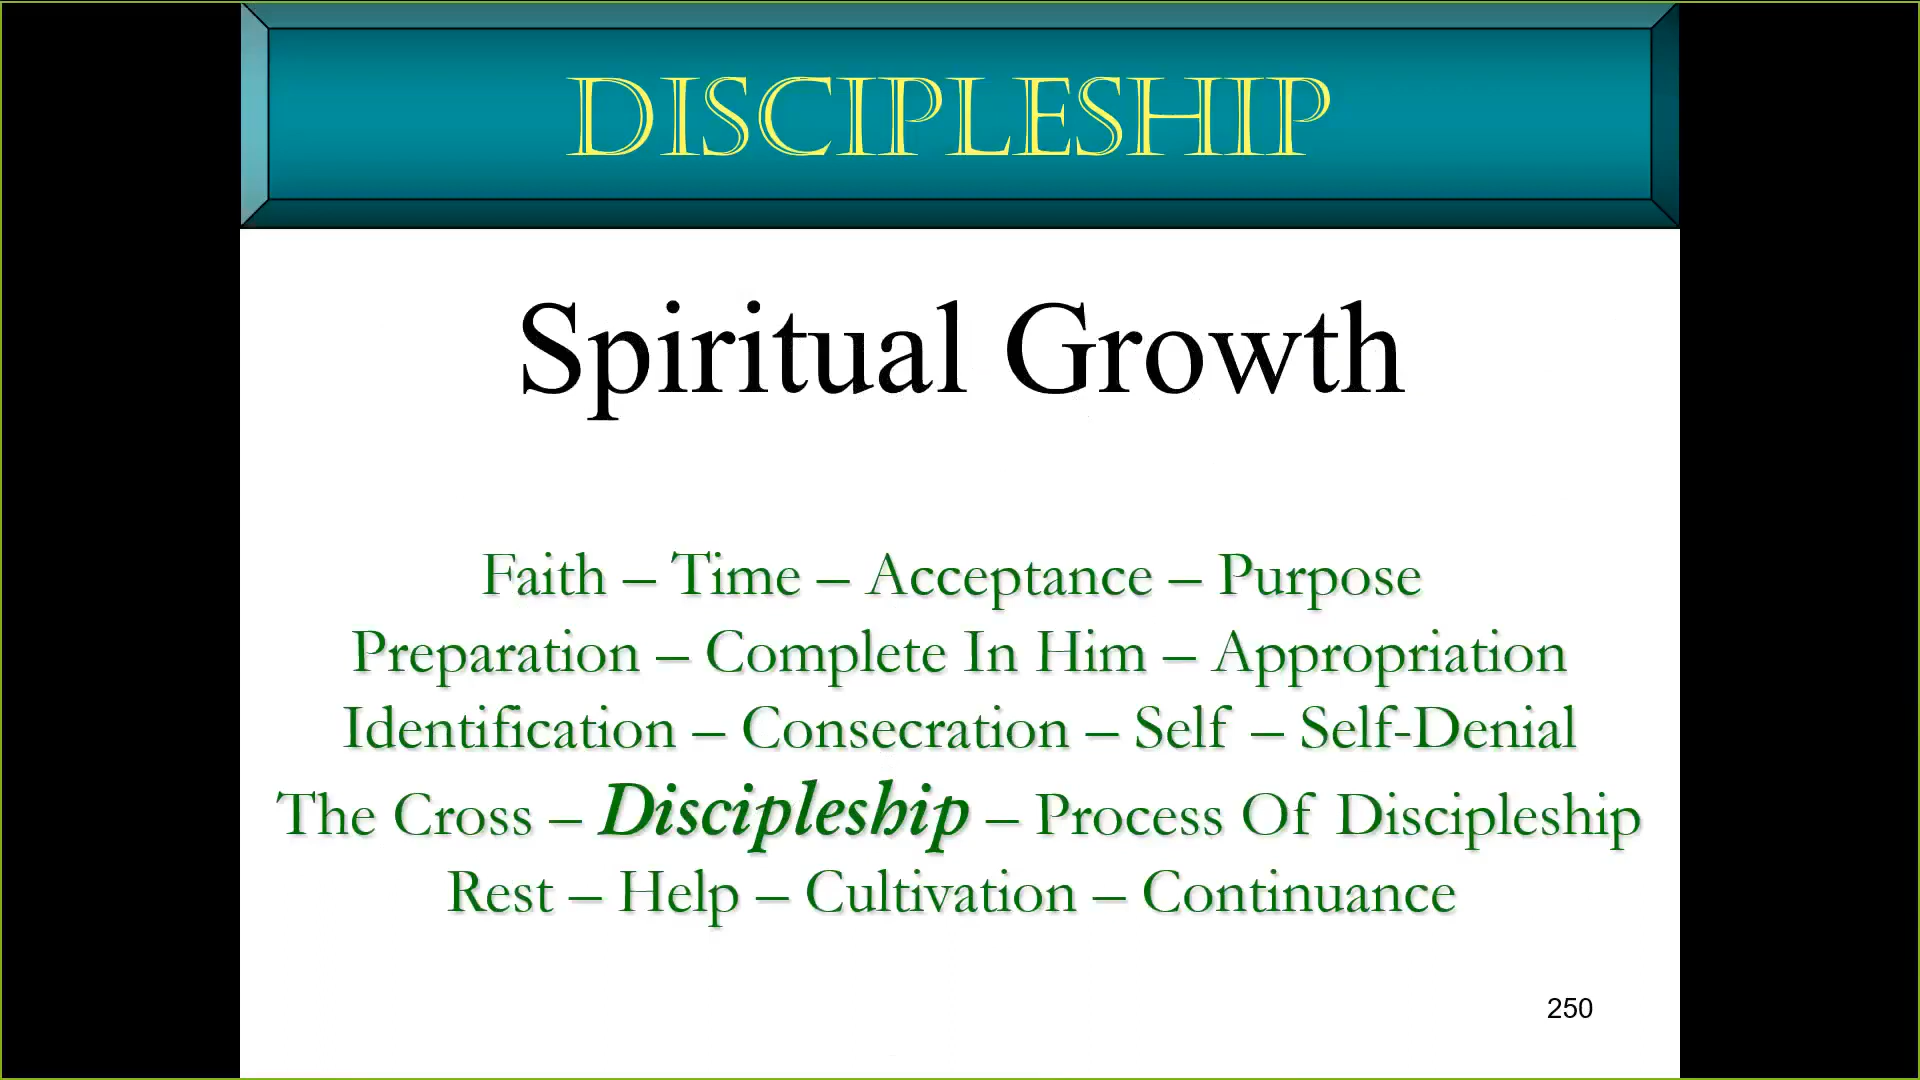 DISCIPLESHIP
Spiritual Growth
Faith – Time – Acceptance – Purpose
Preparation – Complete In Him – Appropriation
Identification – Consecration – Self – Self-Denial
The Cross – Discipleship – Process Of Discipleship
Rest – Help – Cultivation – Continuance
250